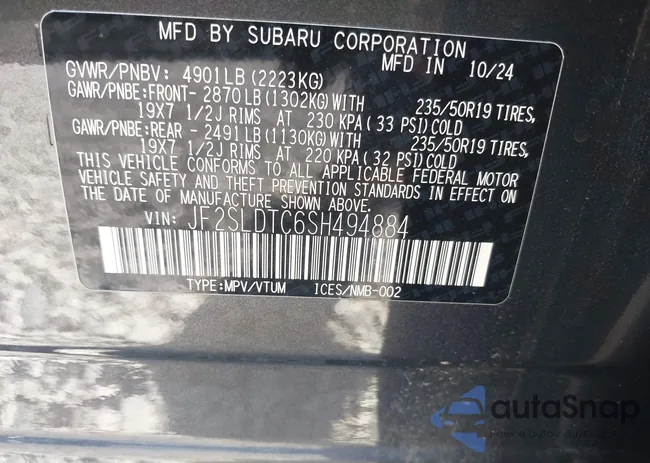 MFD BY SUBARU CORPORATION
MFD IN 10/24
GVWR/PNBV: 4901LB(2223KG)
GAWR/PNBE:FRONT- 2870LB(1302KG)WITH 235/50R19 TIRES,
19X7 1/2J RIMS AT 230 KPA(33 PSI)COLD
GAWR/PNBE:REAR - 2491LB(1130KG)WITH 235/50R19 TIRES,
19X7 1/2J RIMS AT 220 KPA(32 PSI)COLD
THIS VEHICLE CONFORMS TO ALL APPLICABLE FEDERAL MOTOR
VEHICLE SAFETY AND THEFT PREVENTION STANDARDS IN EFFECT ON
THE DATE OF MANUFACTURE SHOWN ABOVE.
VIN: JF2SLDTC6SH494884
TYPE:MPV/VTUM ICES/NMB-002
autaSnap
Pewne auta